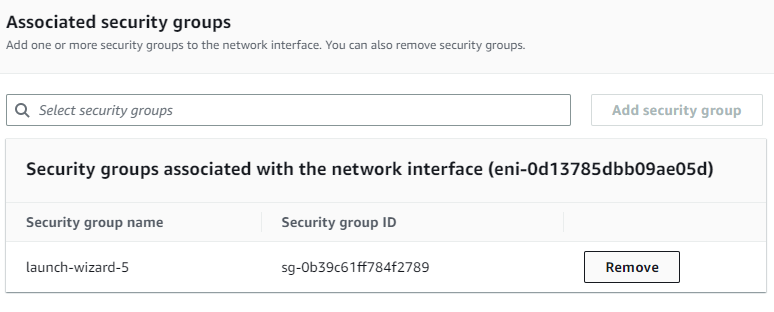 Associated security groups
Add one or more security groups to the network interface. You can also remove security groups.
Select security groups
Add security group
Security groups associated with the network interface (eni-0d13785dbb09ae05d)
Security group name
Security group ID
launch-wizard-5
sg-0b39c61ff784f2789
Remove